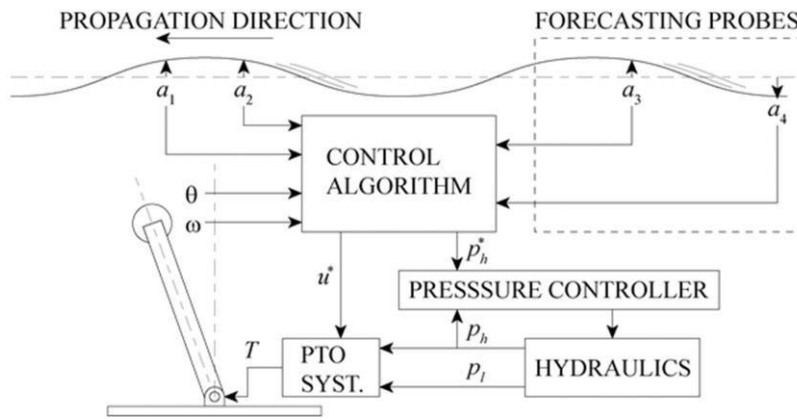 PROPAGATION DIRECTION
FORECASTING PROBES
a1
a2
a3
a4
CONTROL
ALGORITHM
θ
ω
u*
p*h
PRESSSURE CONTROLLER
T
PTO
SYST.
ph
pl
HYDRAULICS